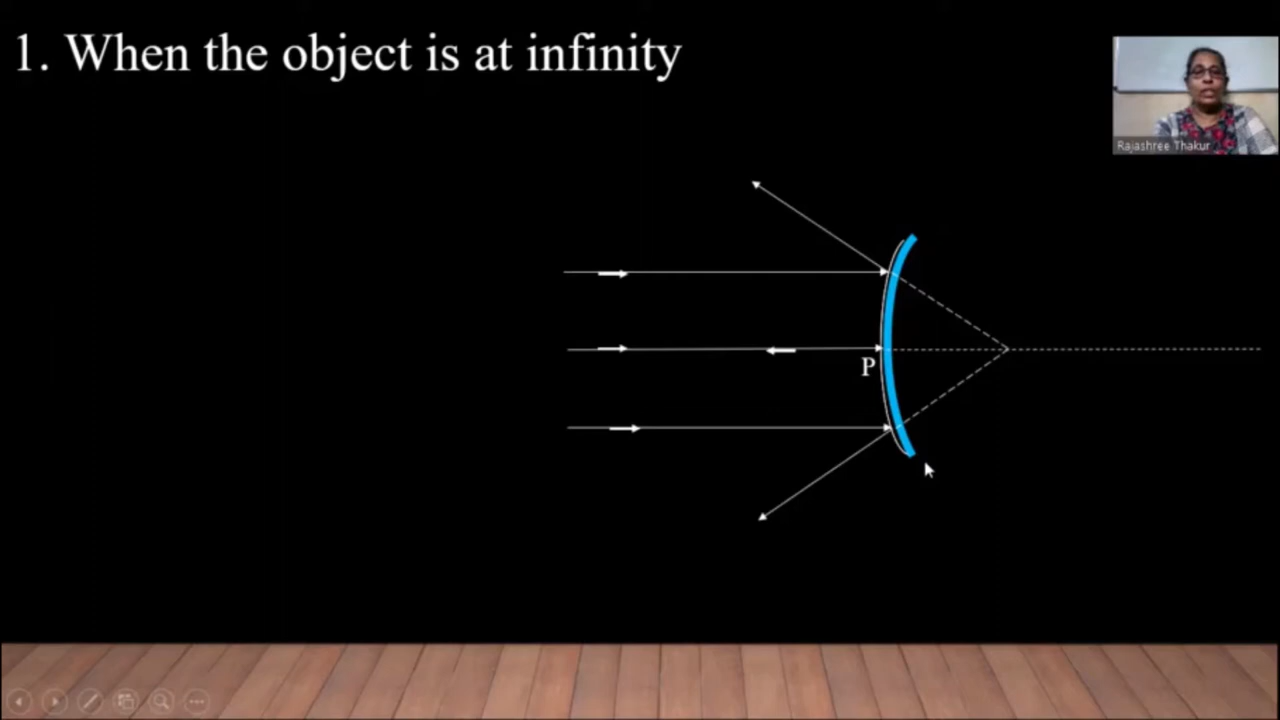 1. When the object is at infinity
Rajashree Thakur
P